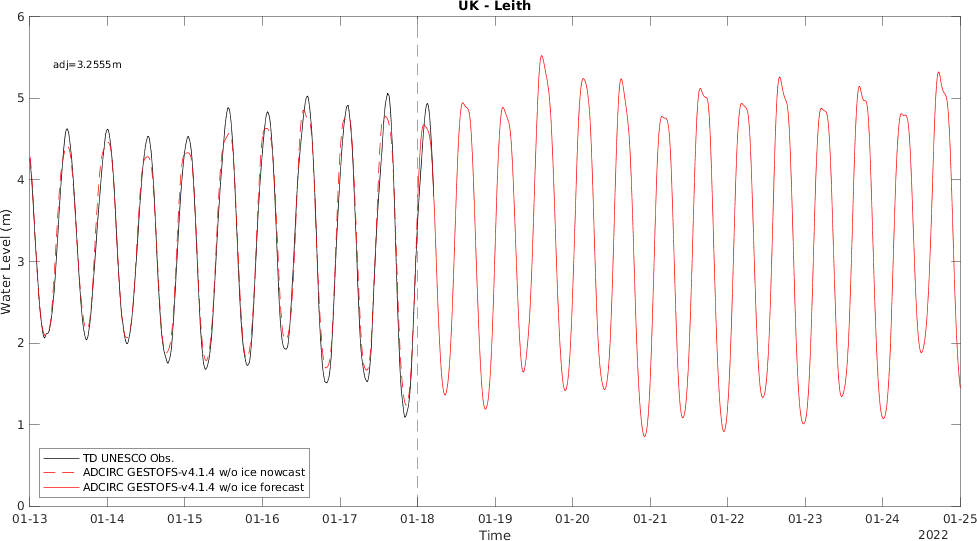 UK - Leith
6
adj=3.2555m
5
4
3
2
1
0
Water Level (m)
TD UNESCO Obs.
ADCIRC GESTOFS-v4.1.4 w/o ice nowcast
ADCIRC GESTOFS-v4.1.4 w/o ice forecast
01-13 01-14 01-15 01-16 01-17 01-18 01-19 01-20 01-21 01-22 01-23 01-24 01-25
Time
2022